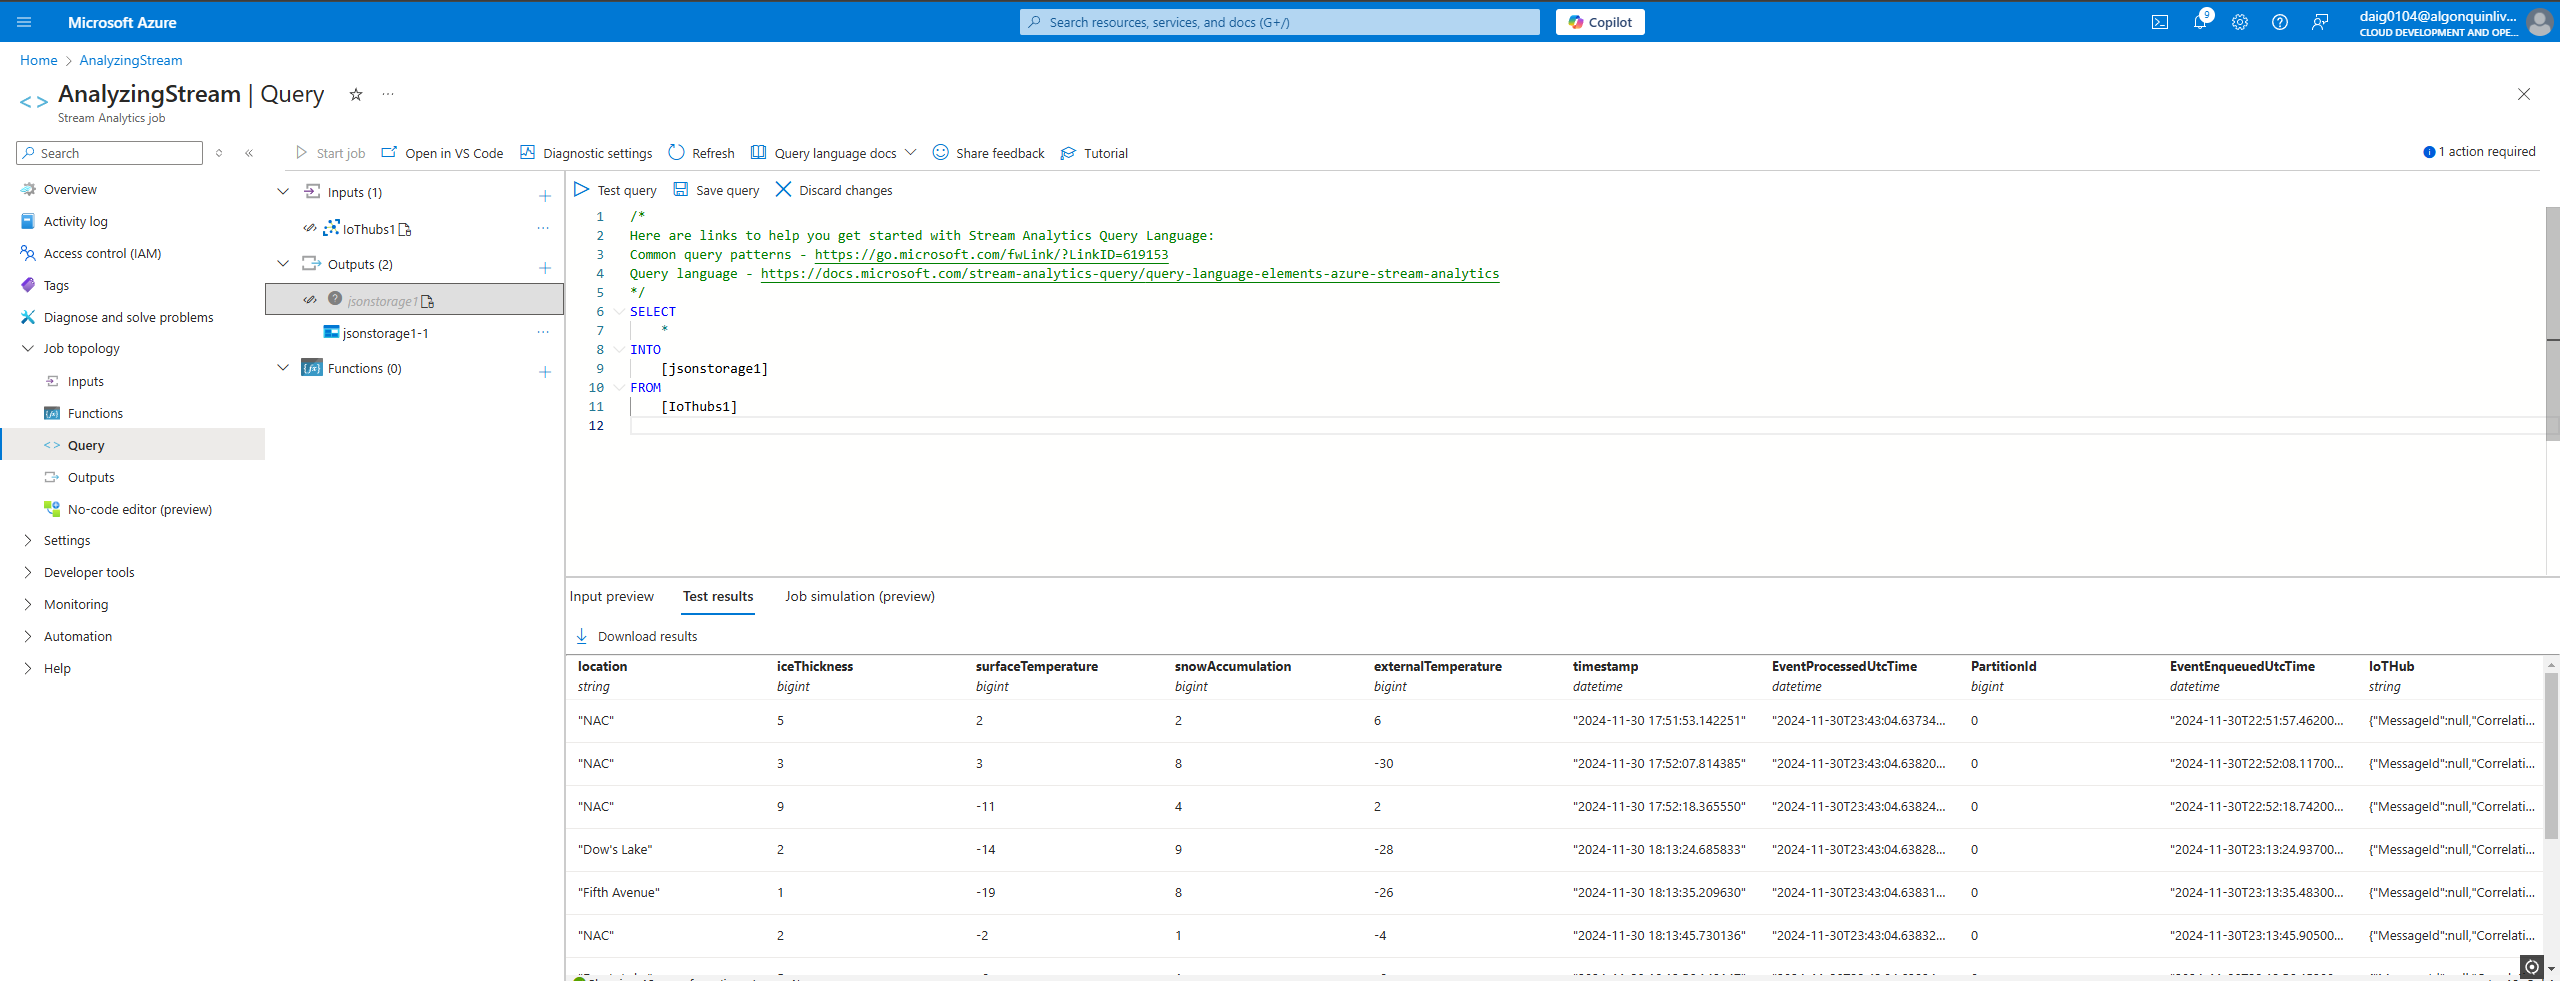 Microsoft Azure
Search resources, services, and docs (G+/)
Copilot
9
daig0104@algonquinliv...
CLOUD DEVELOPMENT AND OPE...
Home > AnalyzingStream
AnalyzingStream | Query
Stream Analytics job
Search
Start job
Open in VS Code
Diagnostic settings
Refresh
Query language docs
Share feedback
Tutorial
1 action required
Overview
Activity log
Access control (IAM)
Tags
Diagnose and solve problems
Job topology
Inputs
Functions
Query
Outputs
No-code editor (preview)
Settings
Developer tools
Monitoring
Automation
Help
Inputs (1)
IoThubs1
Outputs (2)
jsonstorage1
jsonstorage1-1
Functions (0)
Test query
Save query
Discard changes
1 /*
2 Here are links to help you get started with Stream Analytics Query Language:
3 Common query patterns - https://go.microsoft.com/fwLink/?LinkID=619153
4 Query language - https://docs.microsoft.com/stream-analytics-query/query-language-elements-azure-stream-analytics
5 */
6 SELECT
7 *
8 INTO
9 [jsonstorage1]
10 FROM
11 [IoThubs1]
12
Input preview
Test results
Job simulation (preview)
Download results
location iceThickness surfaceTemperature snowAccumulation externalTemperature timestamp EventProcessedUtcTime PartitionId EventEnqueuedUtcTime IoTHub
string bigint bigint bigint bigint datetime datetime bigint datetime string
"NAC" 5 2 2 6 "2024-11-30 17:51:53.142251" "2024-11-30T23:43:04.63734... 0 "2024-11-30T22:51:57.46200... {"MessageId":null,"Correlati...
"NAC" 3 3 8 -30 "2024-11-30 17:52:07.814385" "2024-11-30T23:43:04.63820... 0 "2024-11-30T22:52:08.11700... {"MessageId":null,"Correlati...
"NAC" 9 -11 4 2 "2024-11-30 17:52:18.365550" "2024-11-30T23:43:04.63824... 0 "2024-11-30T22:52:18.74200... {"MessageId":null,"Correlati...
"Dow's Lake" 2 -14 9 -28 "2024-11-30 18:13:24.685833" "2024-11-30T23:43:04.63828... 0 "2024-11-30T23:13:24.93700... {"MessageId":null,"Correlati...
"Fifth Avenue" 1 -19 8 -26 "2024-11-30 18:13:35.209630" "2024-11-30T23:43:04.63831... 0 "2024-11-30T23:13:35.48300... {"MessageId":null,"Correlati...
"NAC" 2 -2 1 -4 "2024-11-30 18:13:45.730136" "2024-11-30T23:43:04.63832... 0 "2024-11-30T23:13:45.90500... {"MessageId":null,"Correlati...